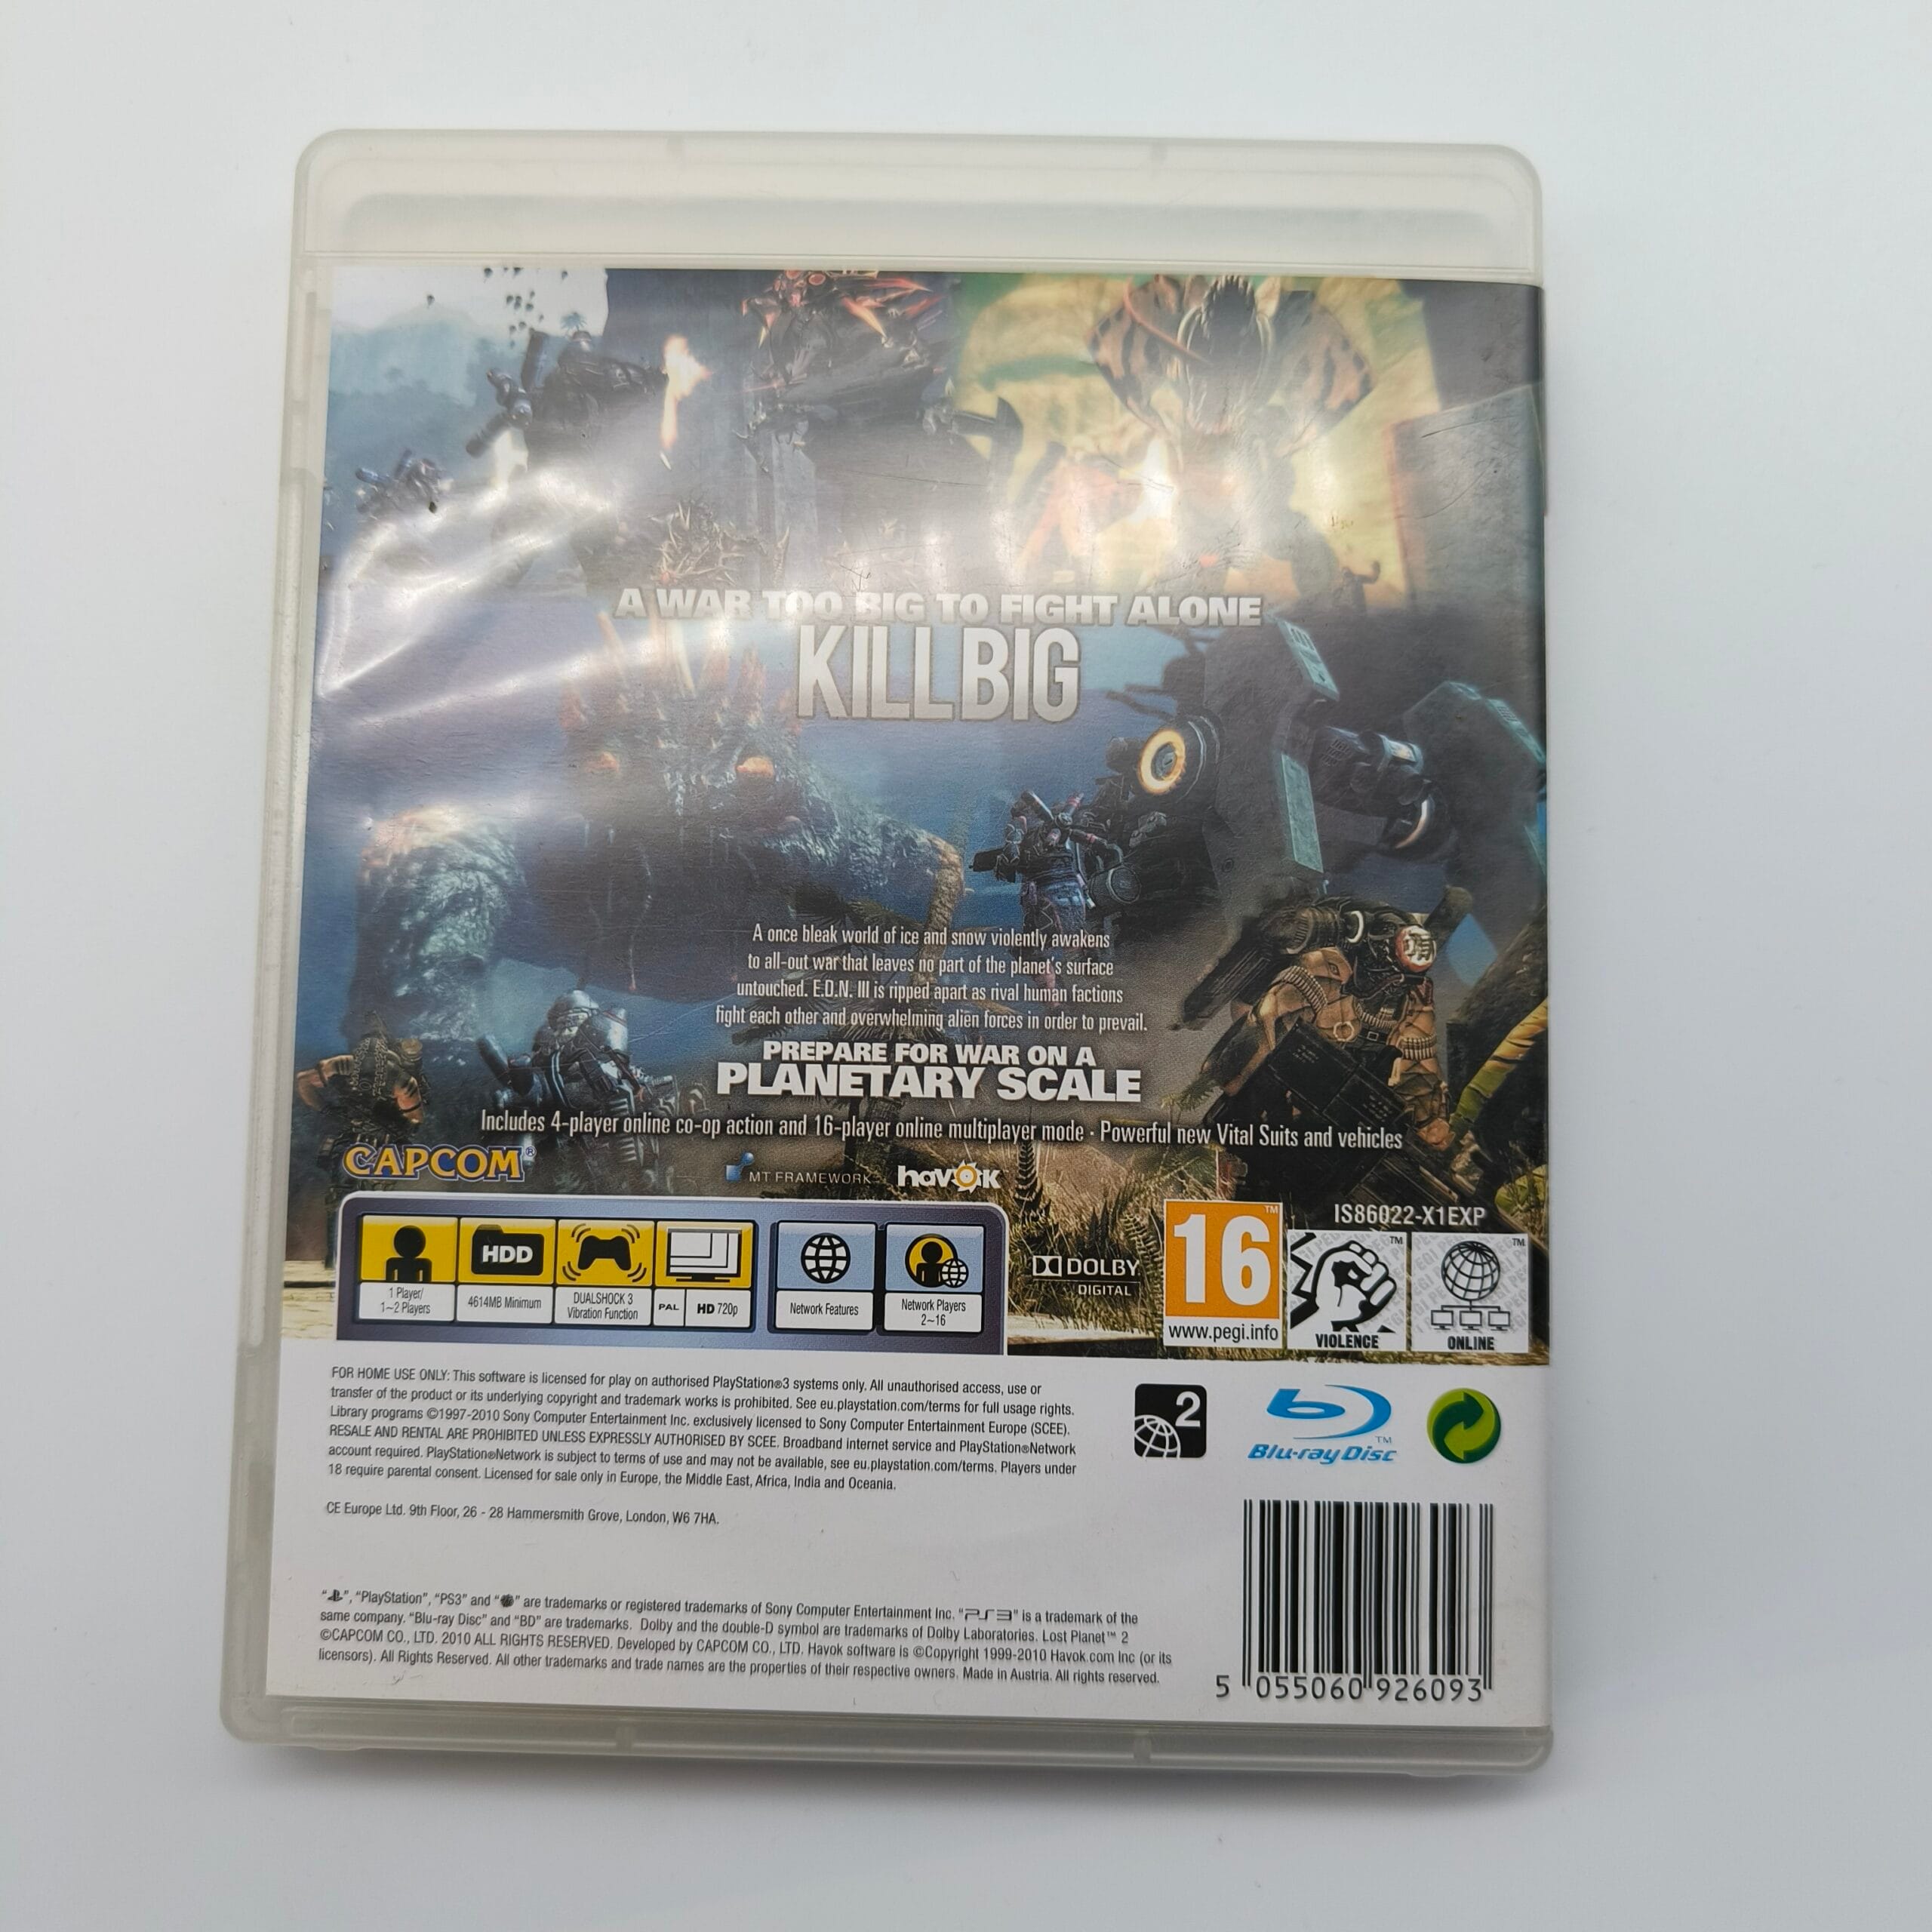 A WAR TOO BIG TO FIGHT ALONE
KILL BIG
A once bleak world of ice and snow violently awakens
to all-out war that leaves no part of the planet's surface
untouched. E.D.N. III is ripped apart as rival human factions
fight each other and overwhelming alien forces in order to prevail.
PREPARE FOR WAR ON A
PLANETARY SCALE
Includes 4-player online co-op action and 16-player online multiplayer mode · Powerful new Vital Suits and vehicles
CAPCOM®
MT FRAMEWORK
havok
IS86022-X1EXP
HDD
1 Player/
1~2 Players
4614MB Minimum
DUALSHOCK 3
Vibration Function
PAL
HD 720p
Network Features
Network Players
2~16
DOLBY
DIGITAL
16™
www.pegi.info
™
VIOLENCE
™
ONLINE
FOR HOME USE ONLY: This software is licensed for play on authorised PlayStation®3 systems only. All unauthorised access, use or
transfer of the product or its underlying copyright and trademark works is prohibited. See eu.playstation.com/terms for full usage rights.
Library programs ©1997-2010 Sony Computer Entertainment Inc. exclusively licensed to Sony Computer Entertainment Europe (SCEE).
RESALE AND RENTAL ARE PROHIBITED UNLESS EXPRESSLY AUTHORISED BY SCEE. Broadband internet service and PlayStation®Network
account required. PlayStation®Network is subject to terms of use and may not be available, see eu.playstation.com/terms. Players under
18 require parental consent. Licensed for sale only in Europe, the Middle East, Africa, India and Oceania.
2
™
Blu-ray Disc
CE Europe Ltd. 9th Floor, 26 - 28 Hammersmith Grove, London, W6 7HA.
“ ”, “PlayStation”, “PS3” and “ ” are trademarks or registered trademarks of Sony Computer Entertainment Inc. “PS3” is a trademark of the
same company. “Blu-ray Disc” and “BD” are trademarks. Dolby and the double-D symbol are trademarks of Dolby Laboratories. Lost Planet™ 2
©CAPCOM CO., LTD. 2010 ALL RIGHTS RESERVED. Developed by CAPCOM CO., LTD. Havok software is ©Copyright 1999-2010 Havok.com Inc (or its
licensors). All Rights Reserved. All other trademarks and trade names are the properties of their respective owners. Made in Austria. All rights reserved.
5 055060 926093